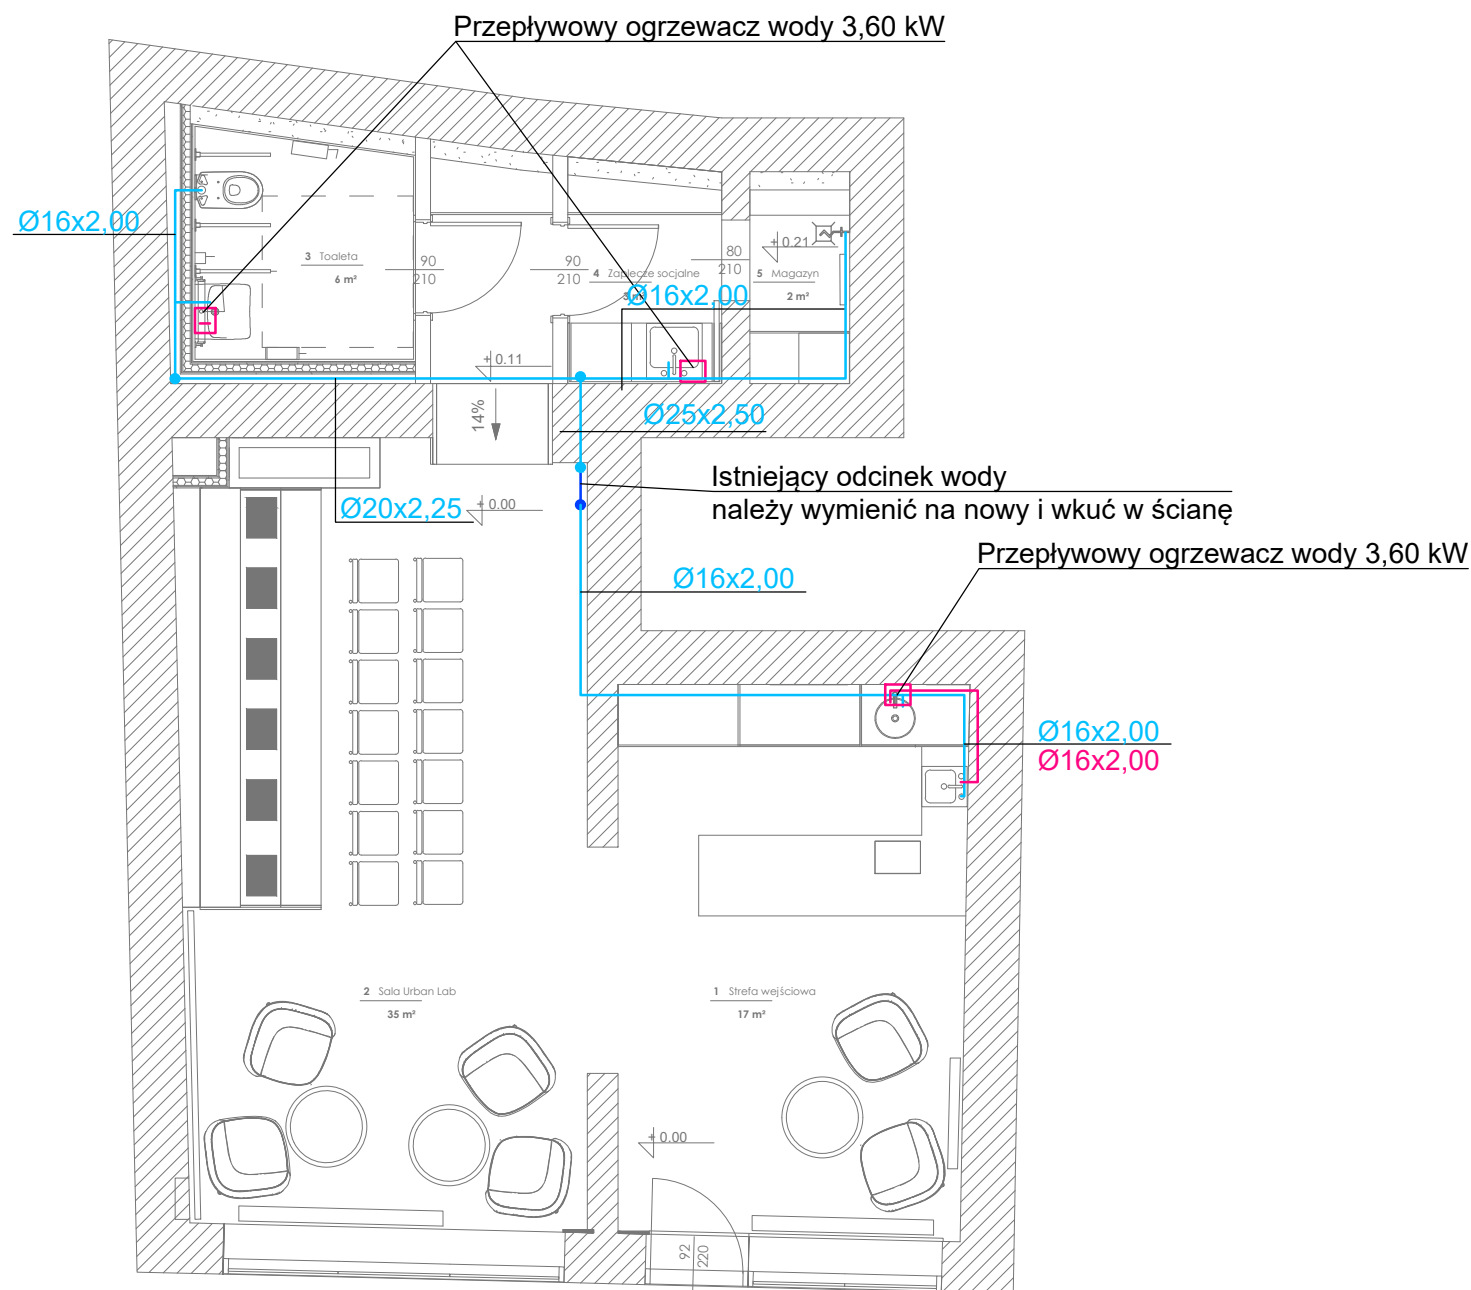 Przepływowy ogrzewacz wody 3,60 kW
Ø16x2,00
3 Toaleta
6 m²
90
210
90
210
4 Zaplecze socjalne
80
210
+ 0.21
5 Magazyn
2 m²
Ø16x2,00
+ 0.11
14%
Ø25x2,50
Ø20x2,25
+ 0.00
Istniejący odcinek wody
należy wymienić na nowy i wkuć w ścianę
Przepływowy ogrzewacz wody 3,60 kW
Ø16x2,00
Ø16x2,00
Ø16x2,00
2 Sala Urban Lab
35 m²
1 Strefa wejściowa
17 m²
+ 0.00
92
220